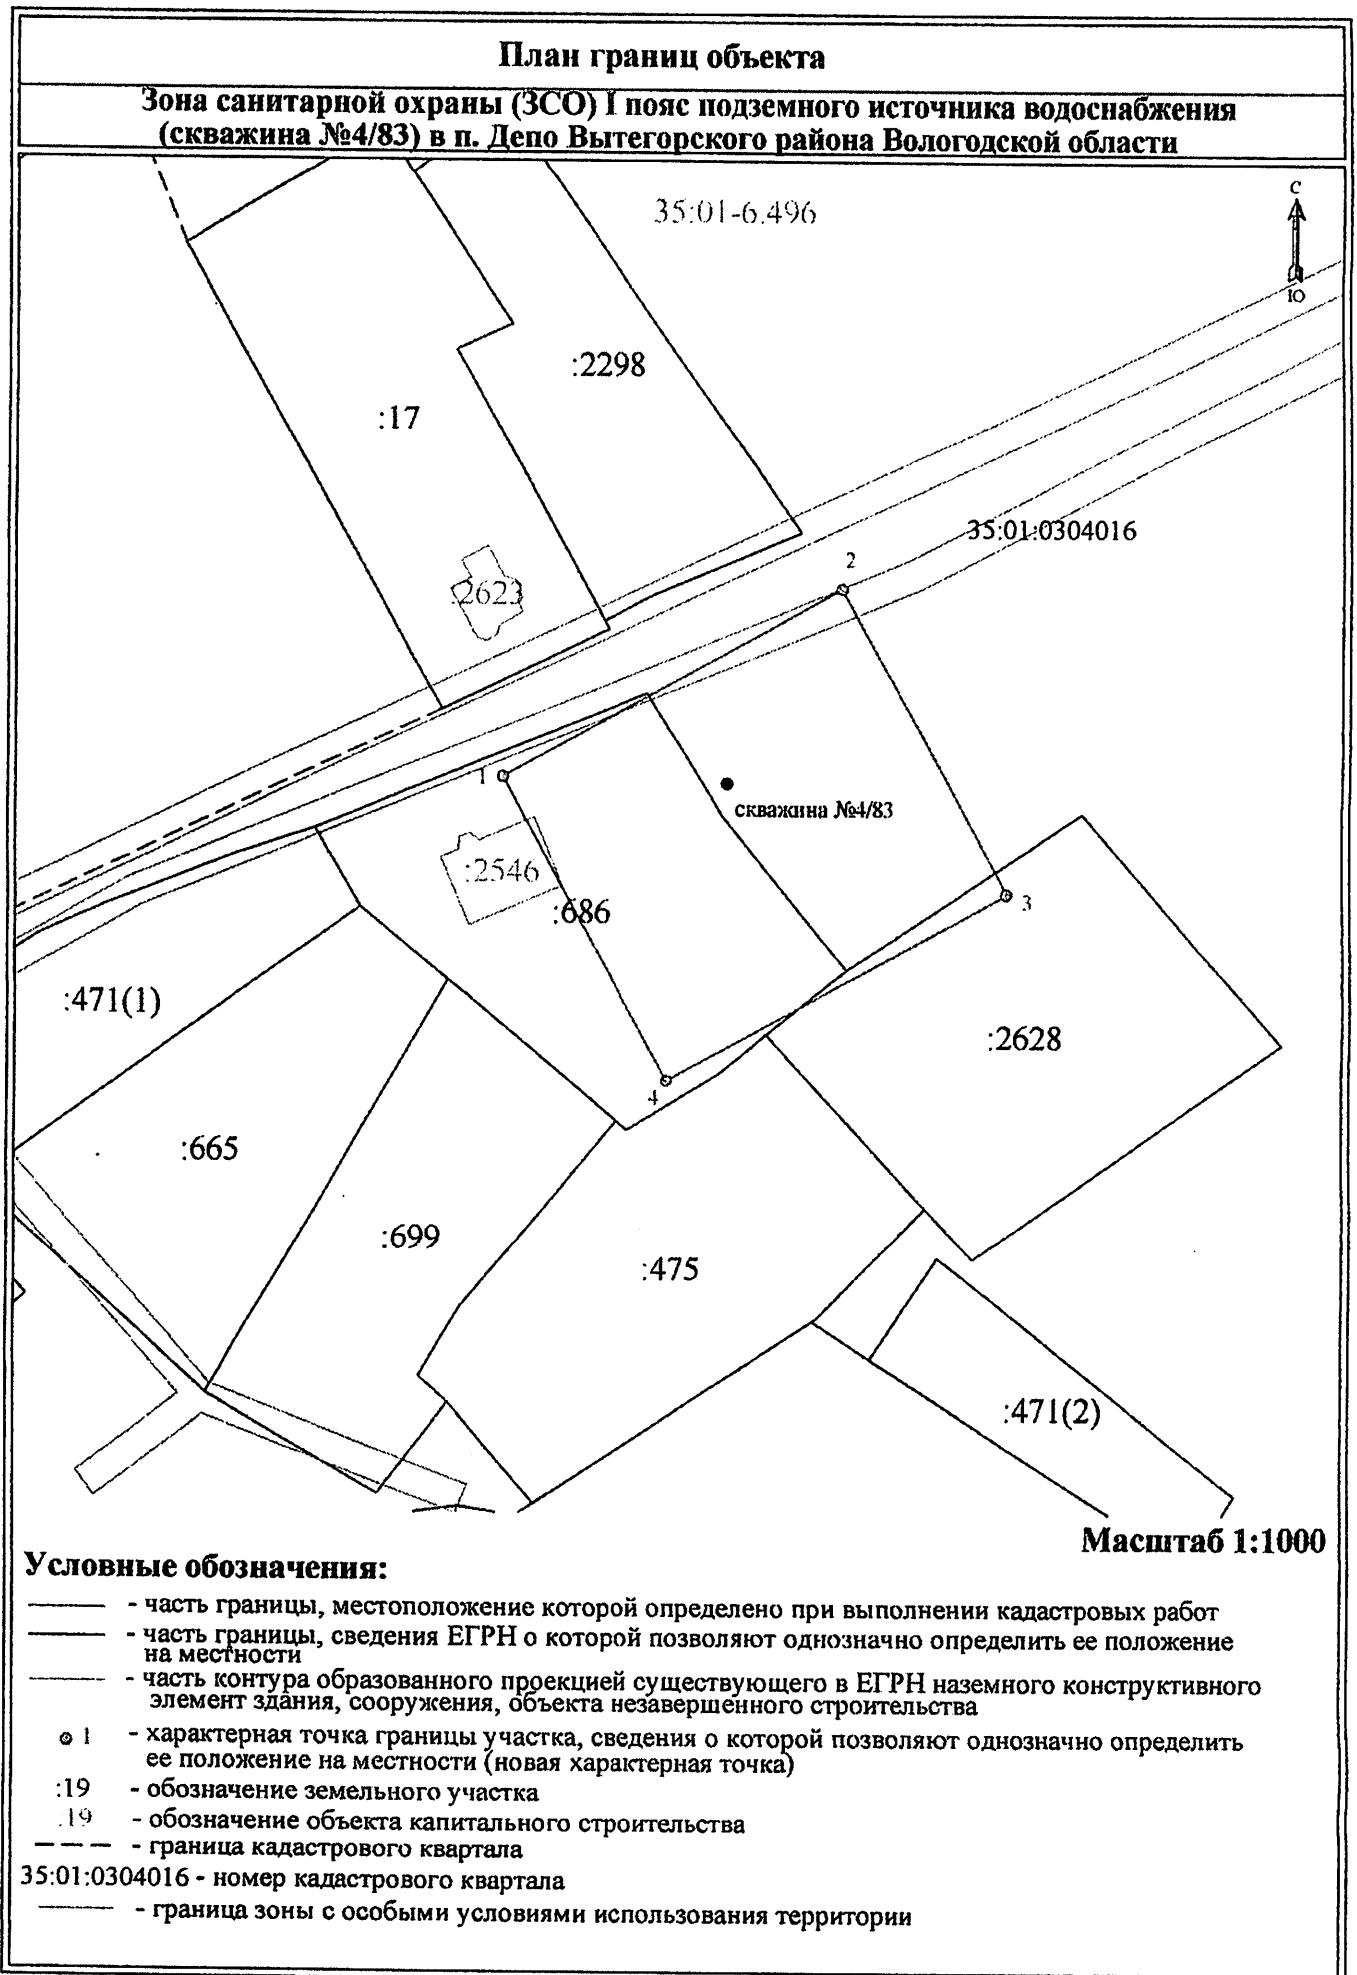 План границ объекта
Зона санитарной охраны (ЗСО) I пояс подземного источника водоснабжения
(скважина №4/83) в п. Депо Вытегорского района Вологодской области
35:01-6.496
С
Ю
:2298
:17
35:01:0304016
2
:2623
1
скважина №4/83
:2546
:686
3
:471(1)
:2628
4
:665
:699
:475
:471(2)
Масштаб 1:1000
Условные обозначения:
- часть границы, местоположение которой определено при выполнении кадастровых работ
- часть границы, сведения ЕГРН о которой позволяют однозначно определить ее положение
на местности
- часть контура образованного проекцией существующего в ЕГРН наземного конструктивного
элемент здания, сооружения, объекта незавершенного строительства
1 - характерная точка границы участка, сведения о которой позволяют однозначно определить
ее положение на местности (новая характерная точка)
:19 - обозначение земельного участка
:19 - обозначение объекта капитального строительства
- граница кадастрового квартала
35:01:0304016 - номер кадастрового квартала
- граница зоны с особыми условиями использования территории